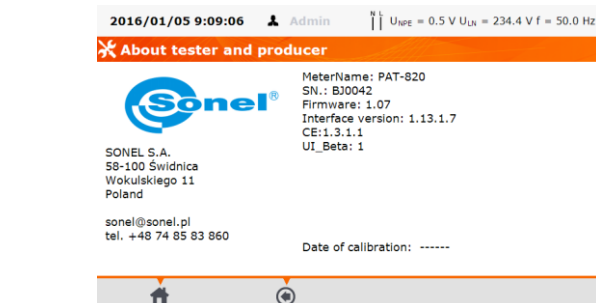 2016/01/05 9:09:06 Admin N L U_NPE = 0.5 V U_LN = 234.4 V f = 50.0 Hz
About tester and producer
Sonel®
MeterName: PAT-820
SN.: BJ0042
Firmware: 1.07
Interface version: 1.13.1.7
CE:1.3.1.1
UI_Beta: 1
SONEL S.A.
58-100 Świdnica
Wokulskiego 11
Poland
sonel@sonel.pl
tel. +48 74 85 83 860
Date of calibration: ------